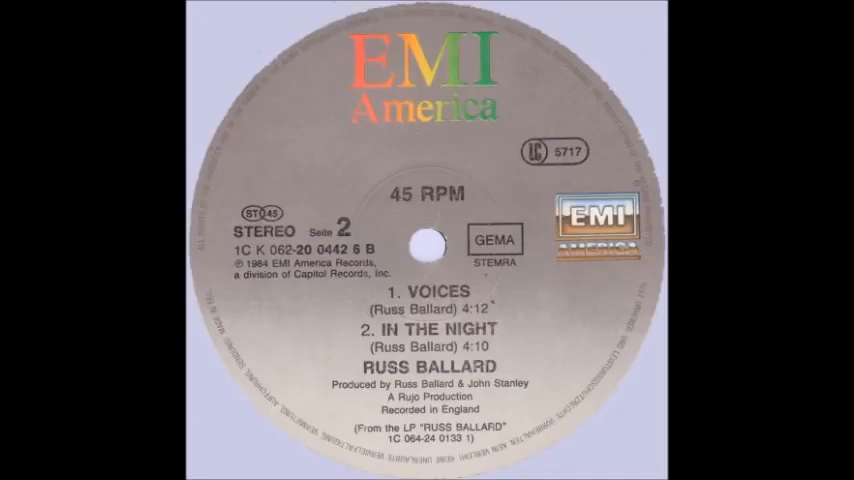 EMI
America
LC 5717
45 RPM
ST 45
STEREO Seite 2
1C K 062-20 0442 6 B
℗ 1984 EMI America Records,
a division of Capitol Records, Inc.
GEMA
STEMRA
EMI
AMERICA
1. VOICES
(Russ Ballard) 4:12
2. IN THE NIGHT
(Russ Ballard) 4:10
RUSS BALLARD
Produced by Russ Ballard & John Stanley
A Rujo Production
Recorded in England
(From the LP "RUSS BALLARD"
1C 064-24 0133 1)